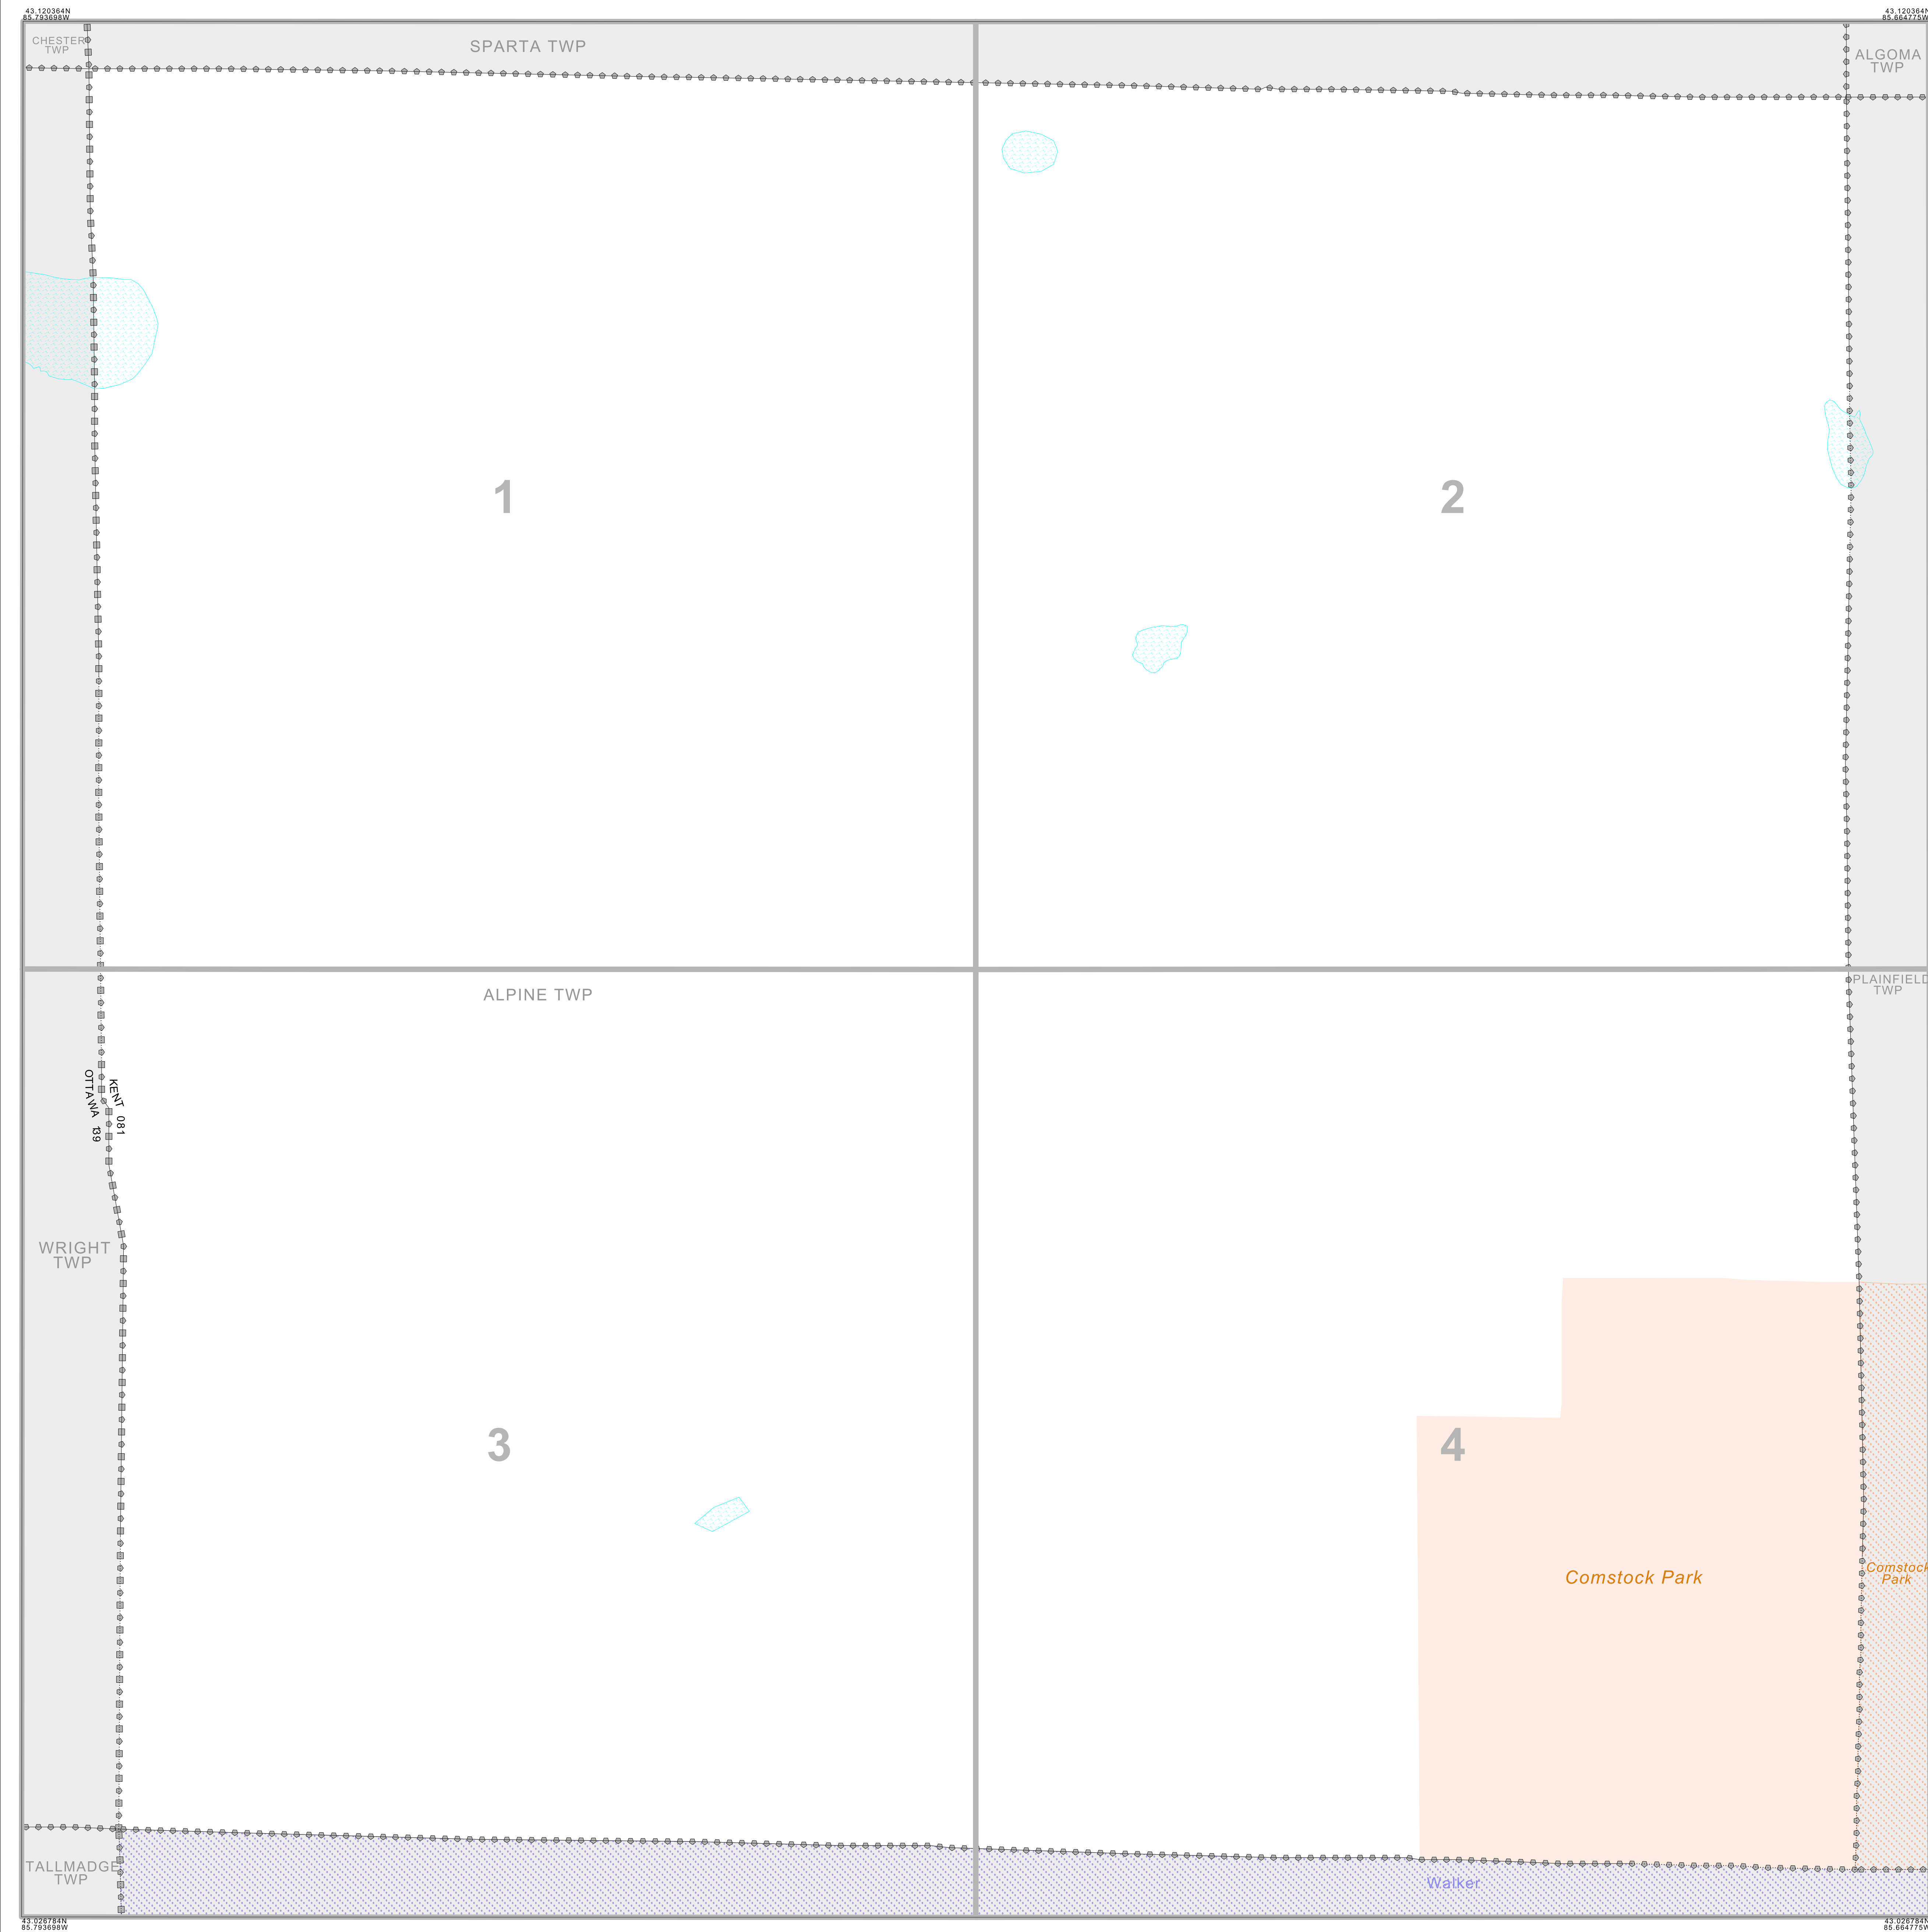 43.120364N
85.793698W
43.120364N
85.664775W
CHESTER
TWP
SPARTA TWP
ALGOMA
TWP
1
2
ALPINE TWP
PLAINFIELD
TWP
KENT 081
OTTAWA 139
WRIGHT
TWP
3
4
Comstock Park
Comstock
Park
TALLMADGE
TWP
Walker
43.026784N
85.793698W
43.026784N
85.664775W